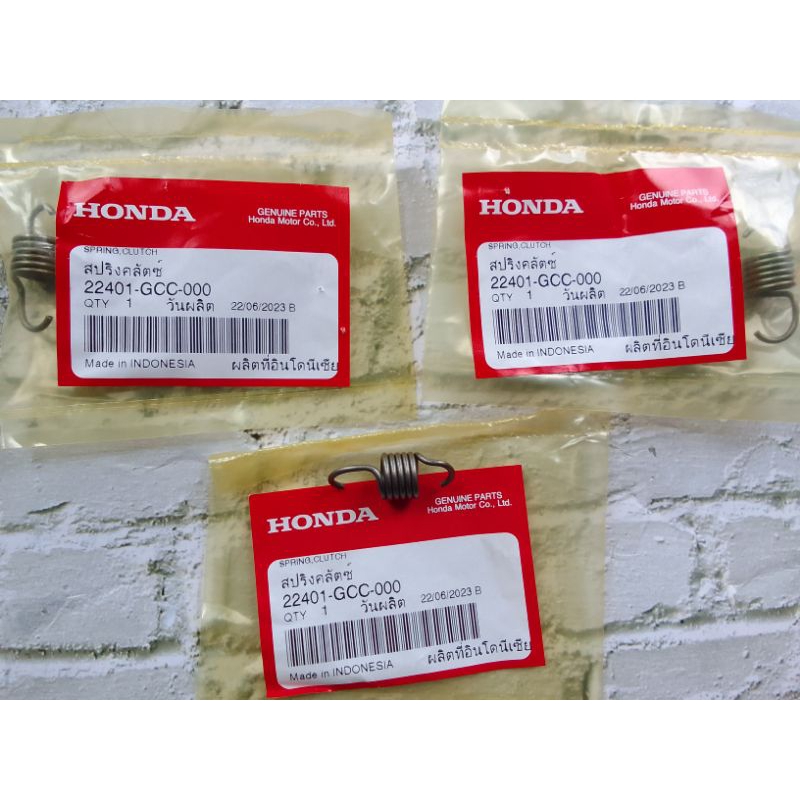 HONDA
GENUINE PARTS
Honda Motor Co., Ltd.
SPRING,CLUTCH
สปริงคลัตซ์
22401-GCC-000
QTY 1 วันผลิต 22/06/2023 B
Made in INDONESIA ผลิตที่อินโดนีเซีย
HONDA
GENUINE PARTS
Honda Motor Co., Ltd.
SPRING,CLUTCH
สปริงคลัตซ์
22401-GCC-000
QTY 1 วันผลิต 22/06/2023 B
Made in INDONESIA ผลิตที่อินโดนีเซีย
HONDA
GENUINE PARTS
Honda Motor Co., Ltd.
SPRING,CLUTCH
สปริงคลัตซ์
22401-GCC-000
QTY 1 วันผลิต 22/06/2023 B
Made in INDONESIA ผลิตที่อินโดนีเซีย